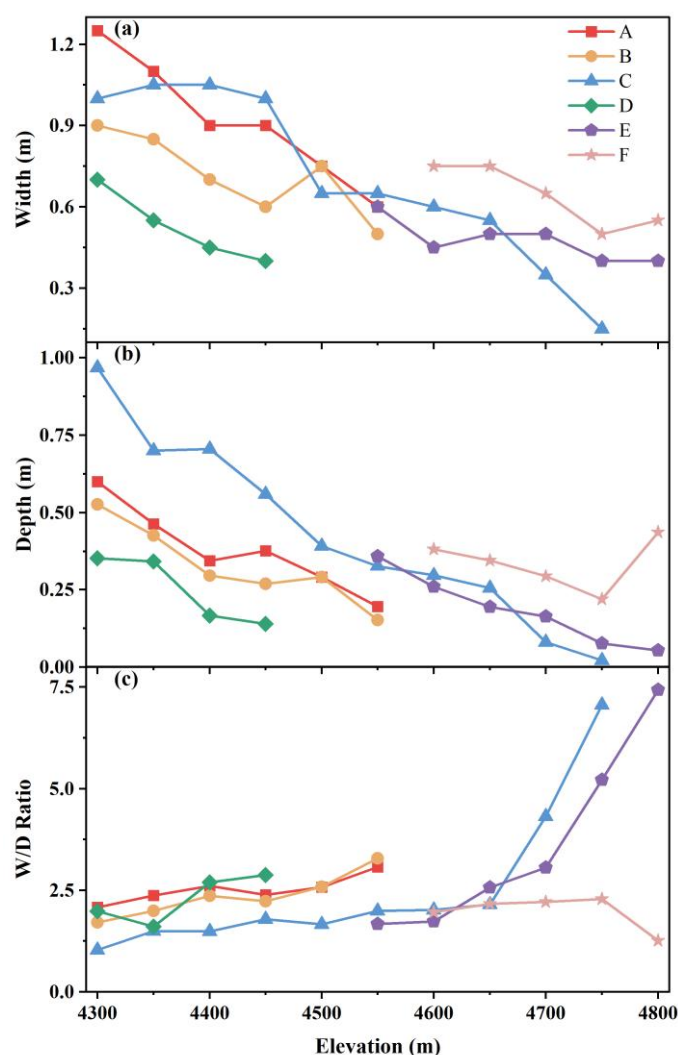 (a)
1.2
0.9
0.6
0.3
Width (m)
A
B
C
D
E
F
(b)
1.00
0.75
0.50
0.25
0.00
Depth (m)
(c)
7.5
5.0
2.5
0.0
W/D Ratio
4300 4400 4500 4600 4700 4800
Elevation (m)